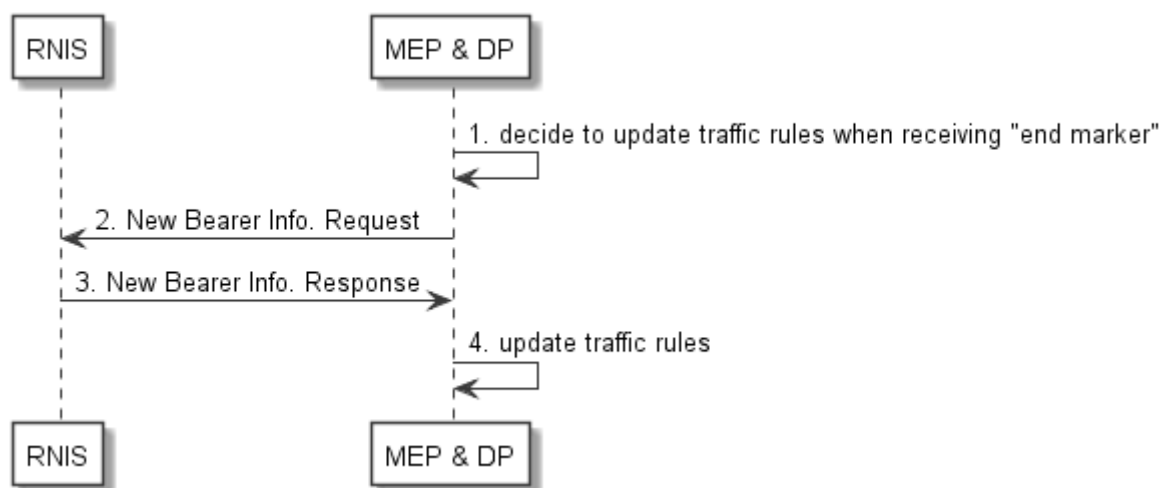 RNIS
MEP & DP
1. decide to update traffic rules when receiving "end marker"
2. New Bearer Info. Request
3. New Bearer Info. Response
4. update traffic rules
RNIS
MEP & DP